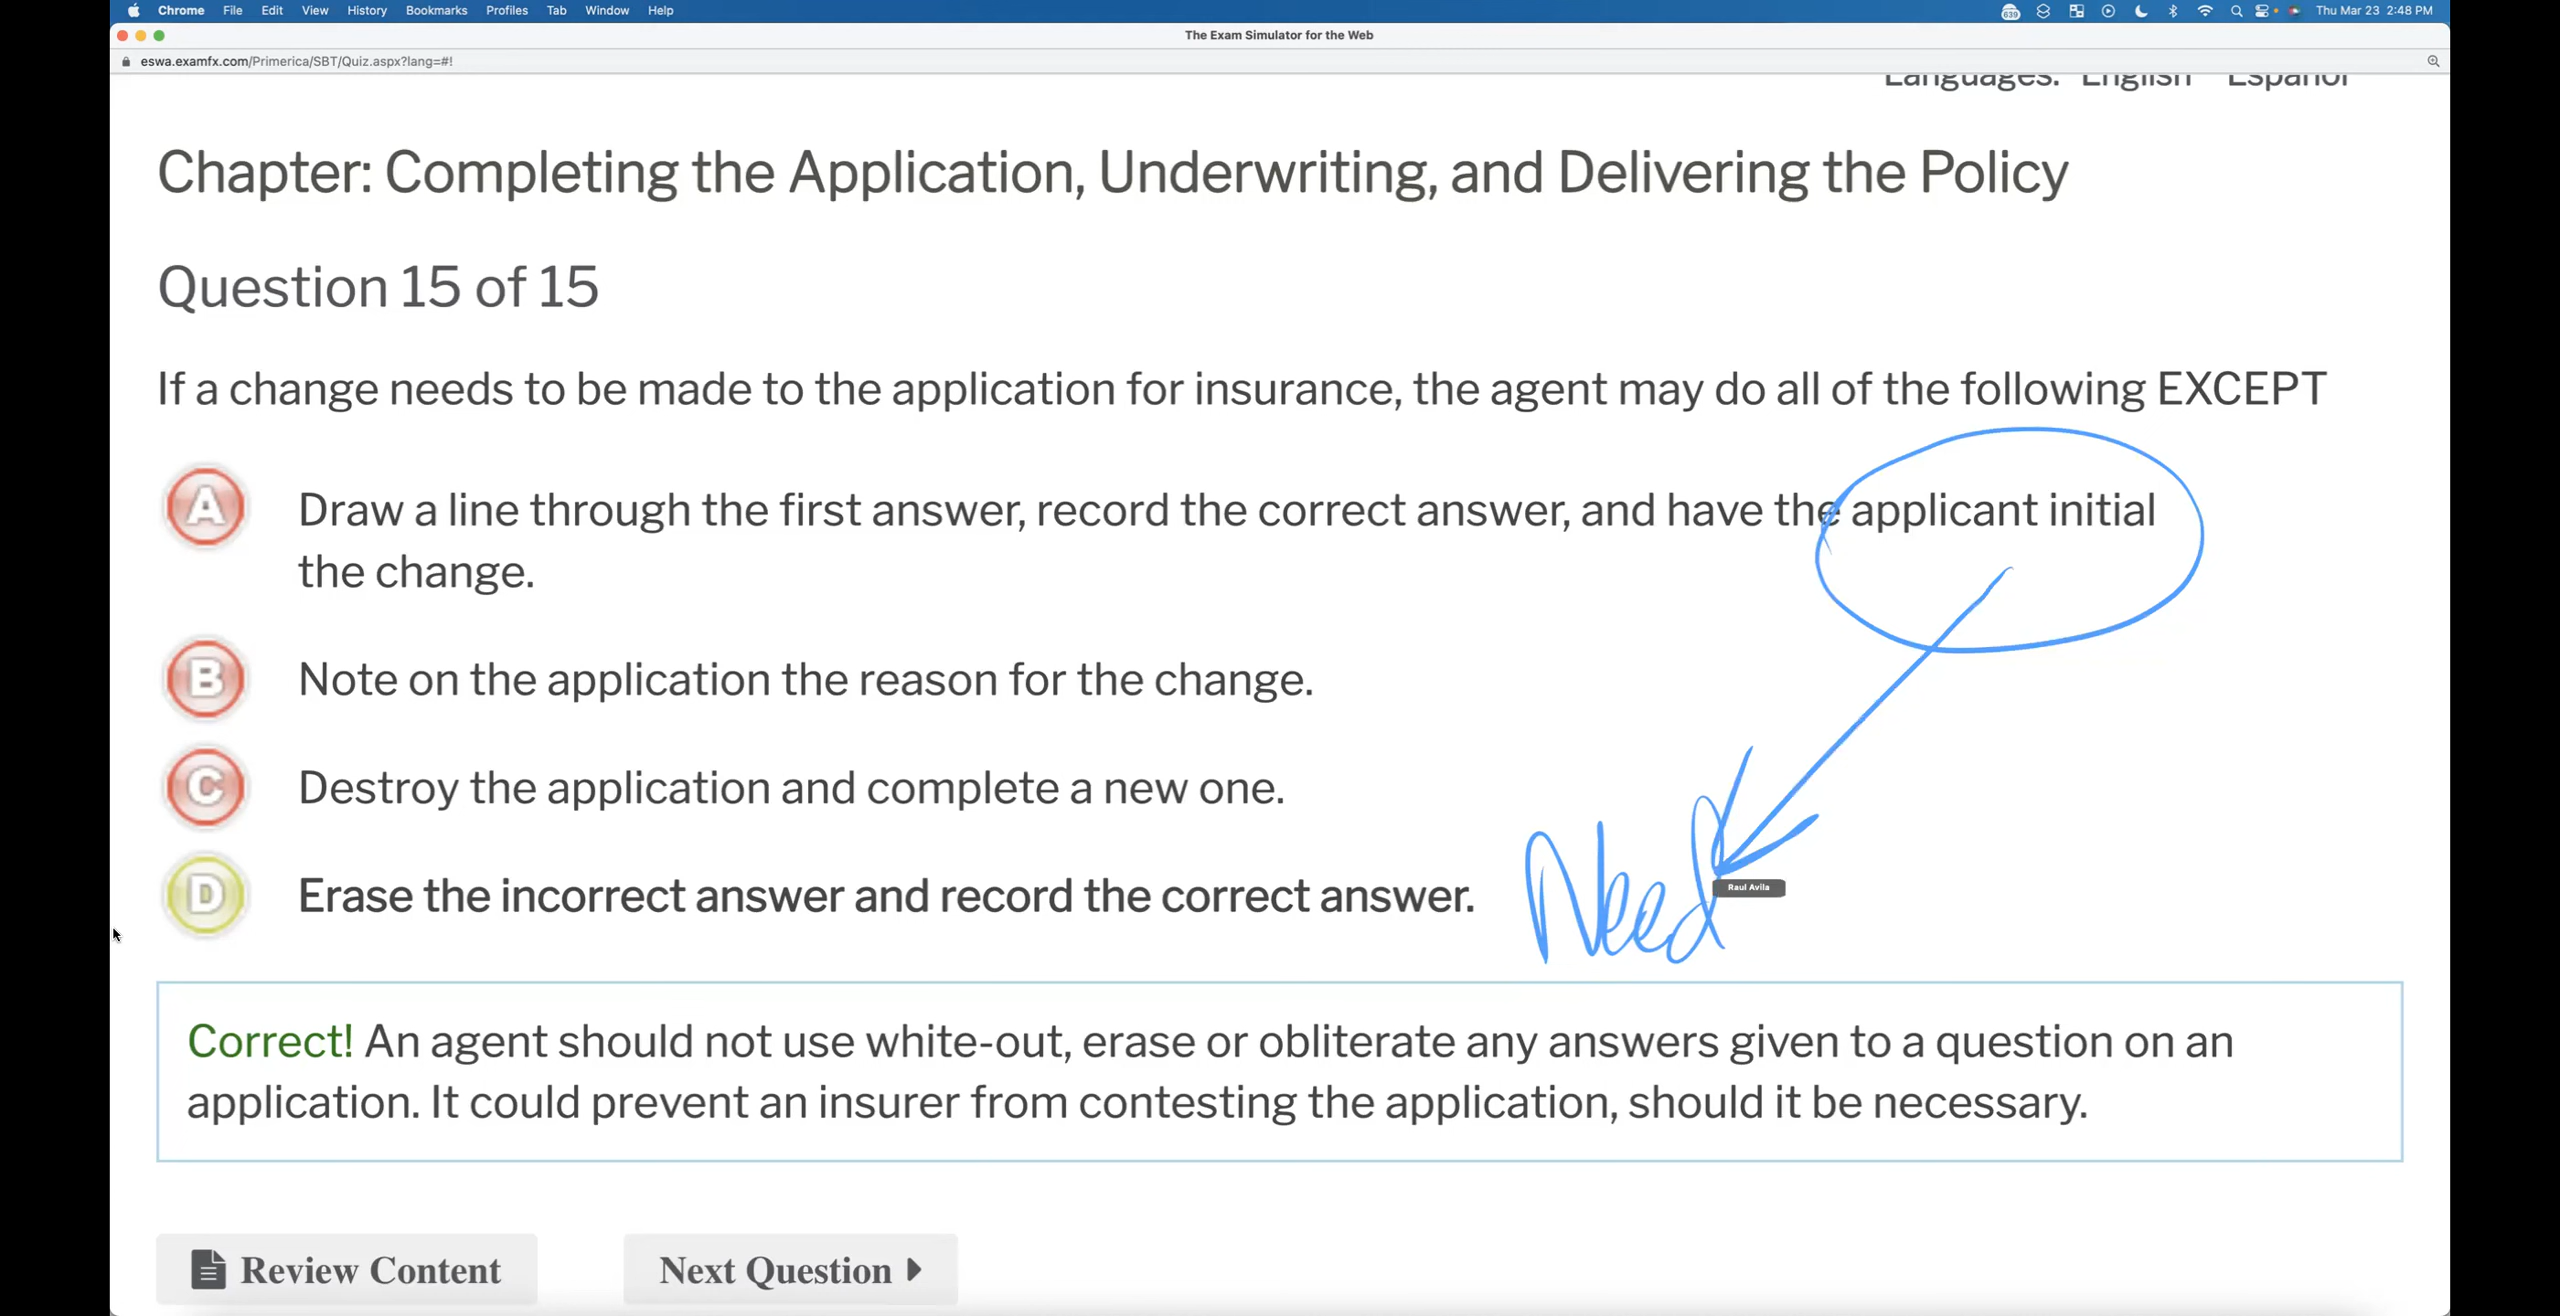 Chrome File Edit View History Bookmarks Profiles Tab Window Help
639 Thu Mar 23 2:48 PM
The Exam Simulator for the Web
eswa.examfx.com/Primerica/SBT/Quiz.aspx?lang=#!
Languages: English Español
Chapter: Completing the Application, Underwriting, and Delivering the Policy
Question 15 of 15
If a change needs to be made to the application for insurance, the agent may do all of the following EXCEPT
A Draw a line through the first answer, record the correct answer, and have the applicant initial
the change.
B Note on the application the reason for the change.
C Destroy the application and complete a new one.
D Erase the incorrect answer and record the correct answer.
Need
Raul Avila
Correct! An agent should not use white-out, erase or obliterate any answers given to a question on an
application. It could prevent an insurer from contesting the application, should it be necessary.
Review Content Next Question